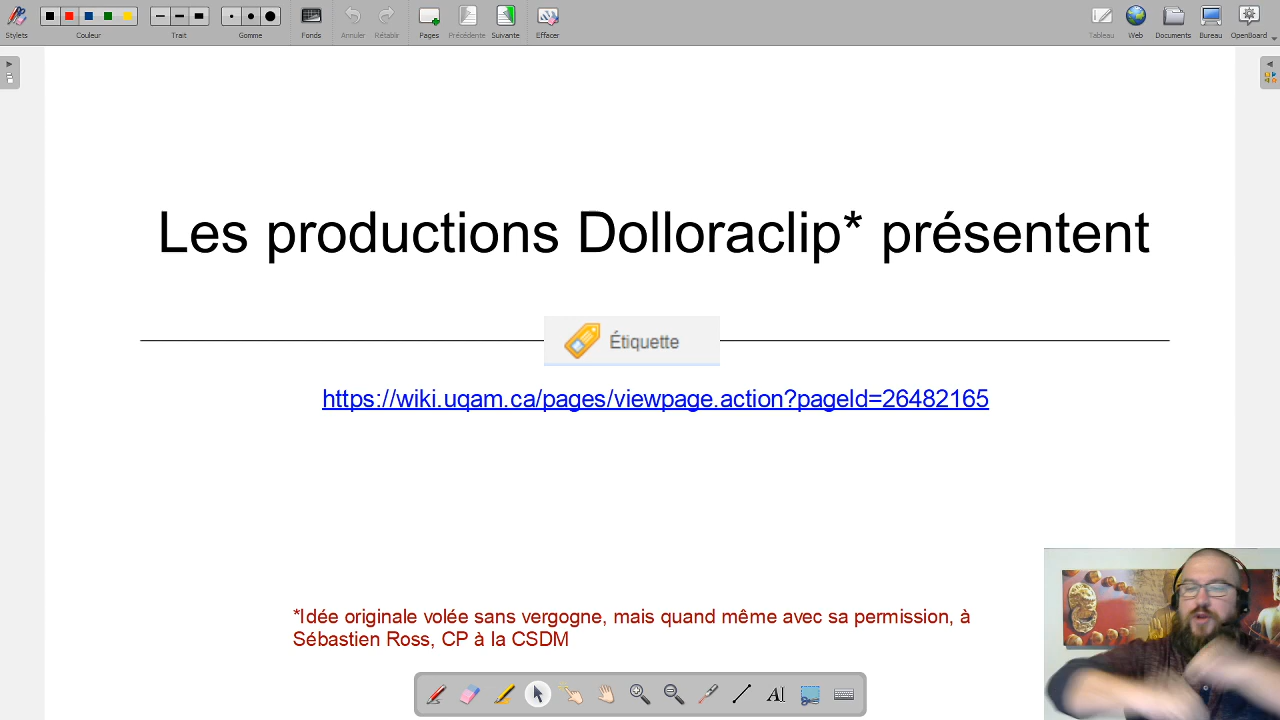 Stylets
Couleur
Trait
Gomme
Fonds
Annuler
Rétablir
Pages
Précédente
Suivante
Effacer
Tableau
Web
Documents
Bureau
OpenBoard
Les productions Dolloraclip* présentent
Étiquette
https://wiki.uqam.ca/pages/viewpage.action?pageId=26482165
*Idée originale volée sans vergogne, mais quand même avec sa permission, à
Sébastien Ross, CP à la CSDM
AI